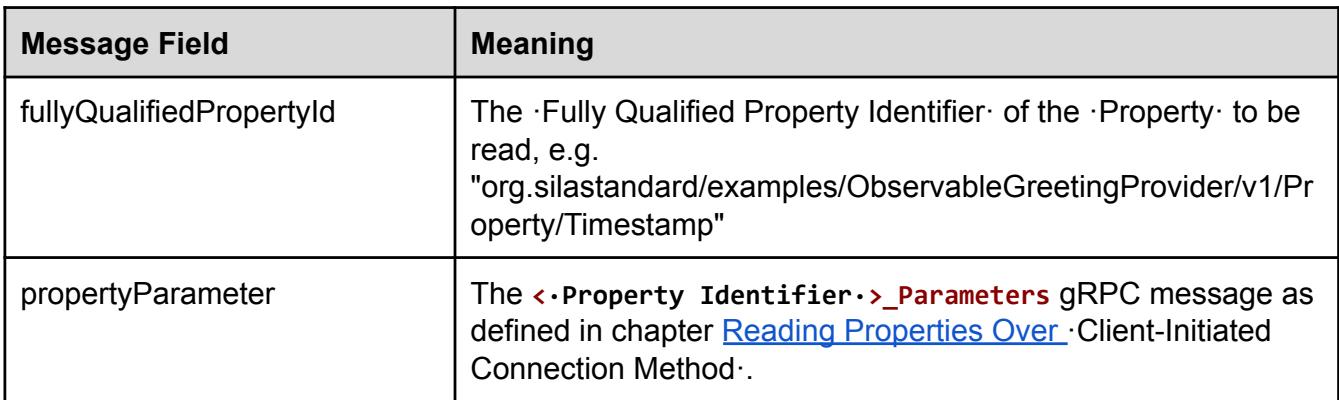 Message Field Meaning
fullyQualifiedPropertyId The ·Fully Qualified Property Identifier· of the ·Property· to be
read, e.g.
"org.silastandard/examples/ObservableGreetingProvider/v1/Pr
operty/Timestamp"
propertyParameter The <·Property Identifier·>_Parameters gRPC message as
defined in chapter Reading Properties Over ·Client-Initiated
Connection Method·.